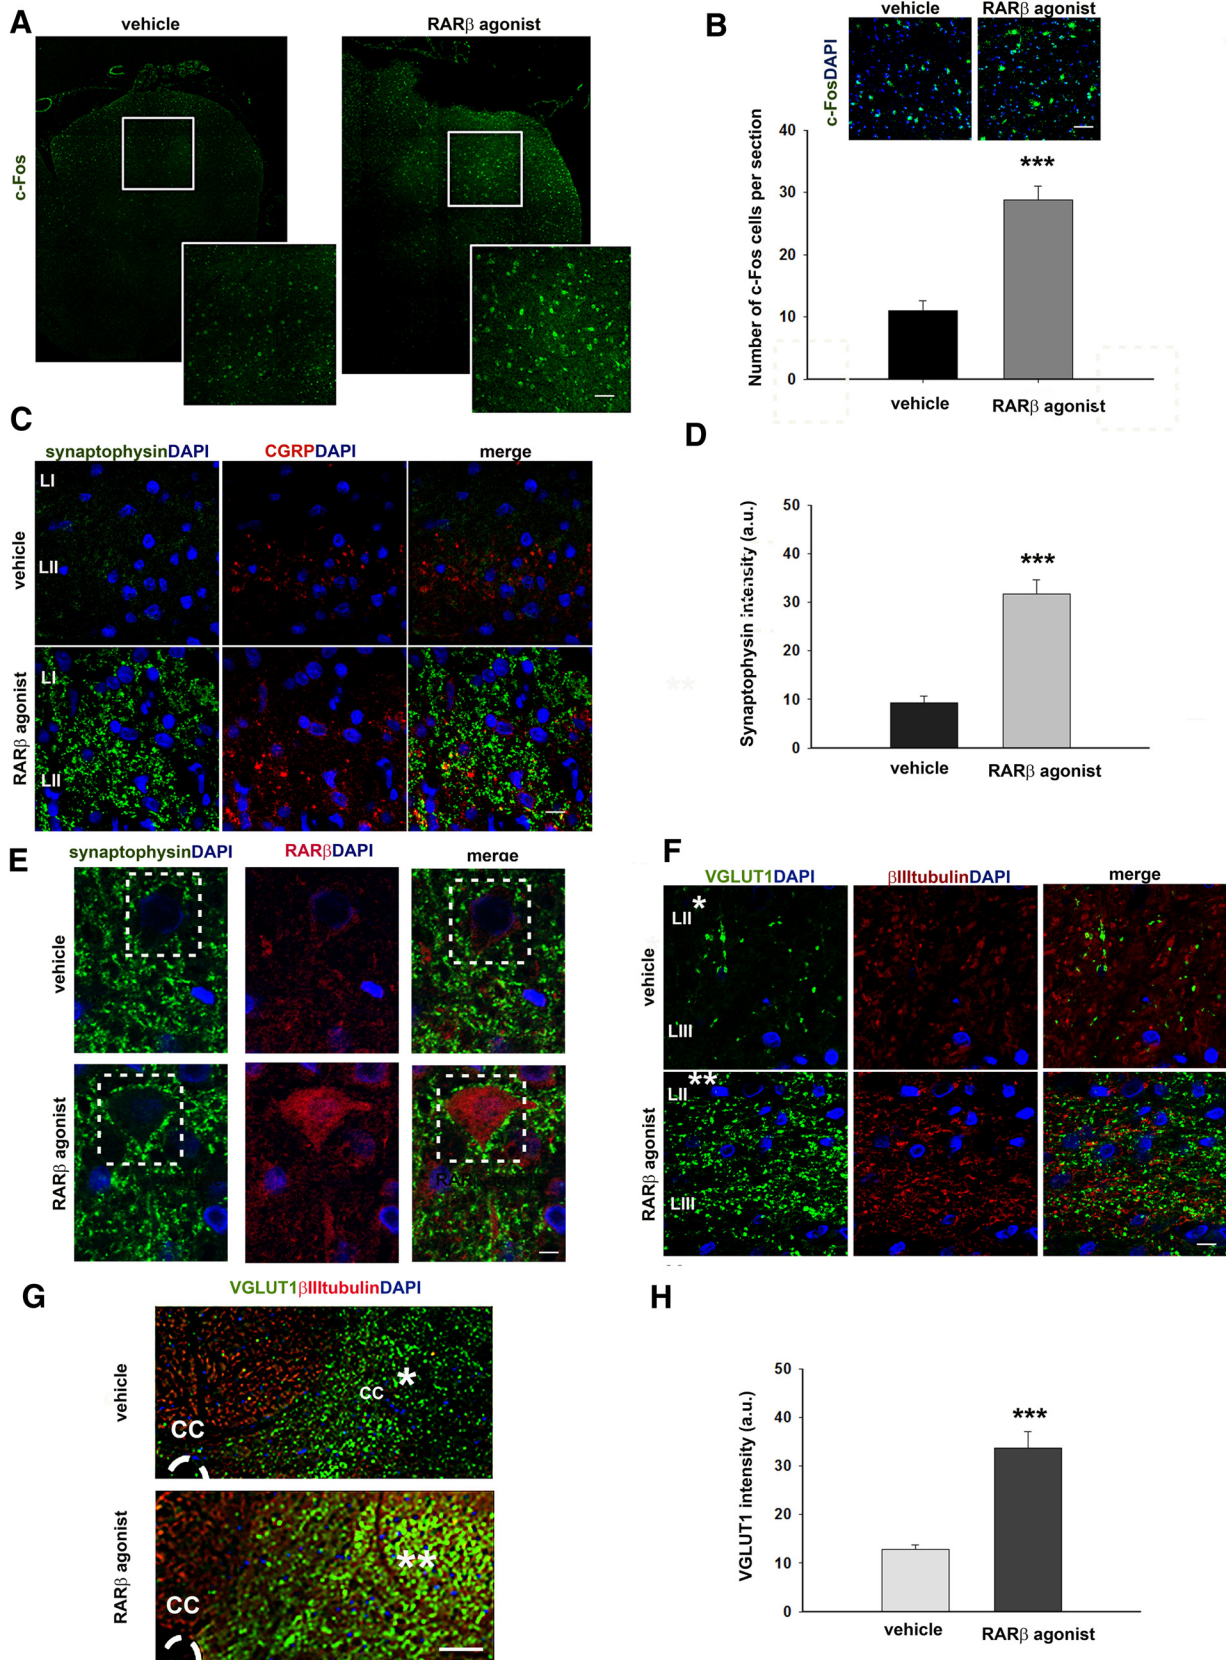 A
vehicle
RARβ agonist
c-Fos
B
vehicle
RARβ agonist
c-FosDAPI
Number of c-Fos cells per section
40
30
20
10
0
***
vehicle
RARβ agonist
C
synaptophysinDAPI
CGRPDAPI
merge
vehicle
LI
LII
RARβ agonist
LI
LII
D
Synaptophysin intensity (a.u.)
50
40
30
20
10
0
***
vehicle
RARβ agonist
**
E
synaptophysinDAPI
RARβDAPI
merge
vehicle
RARβ agonist
RAR
F
VGLUT1DAPI
βIIItubulinDAPI
merge
vehicle
LII
*
LIII
RARβ agonist
LII
**
LIII
G
VGLUT1βIIItubulinDAPI
vehicle
CC
cc
*
RARβ agonist
CC
**
H
VGLUT1 intensity (a.u.)
50
40
30
20
10
0
***
vehicle
RARβ agonist